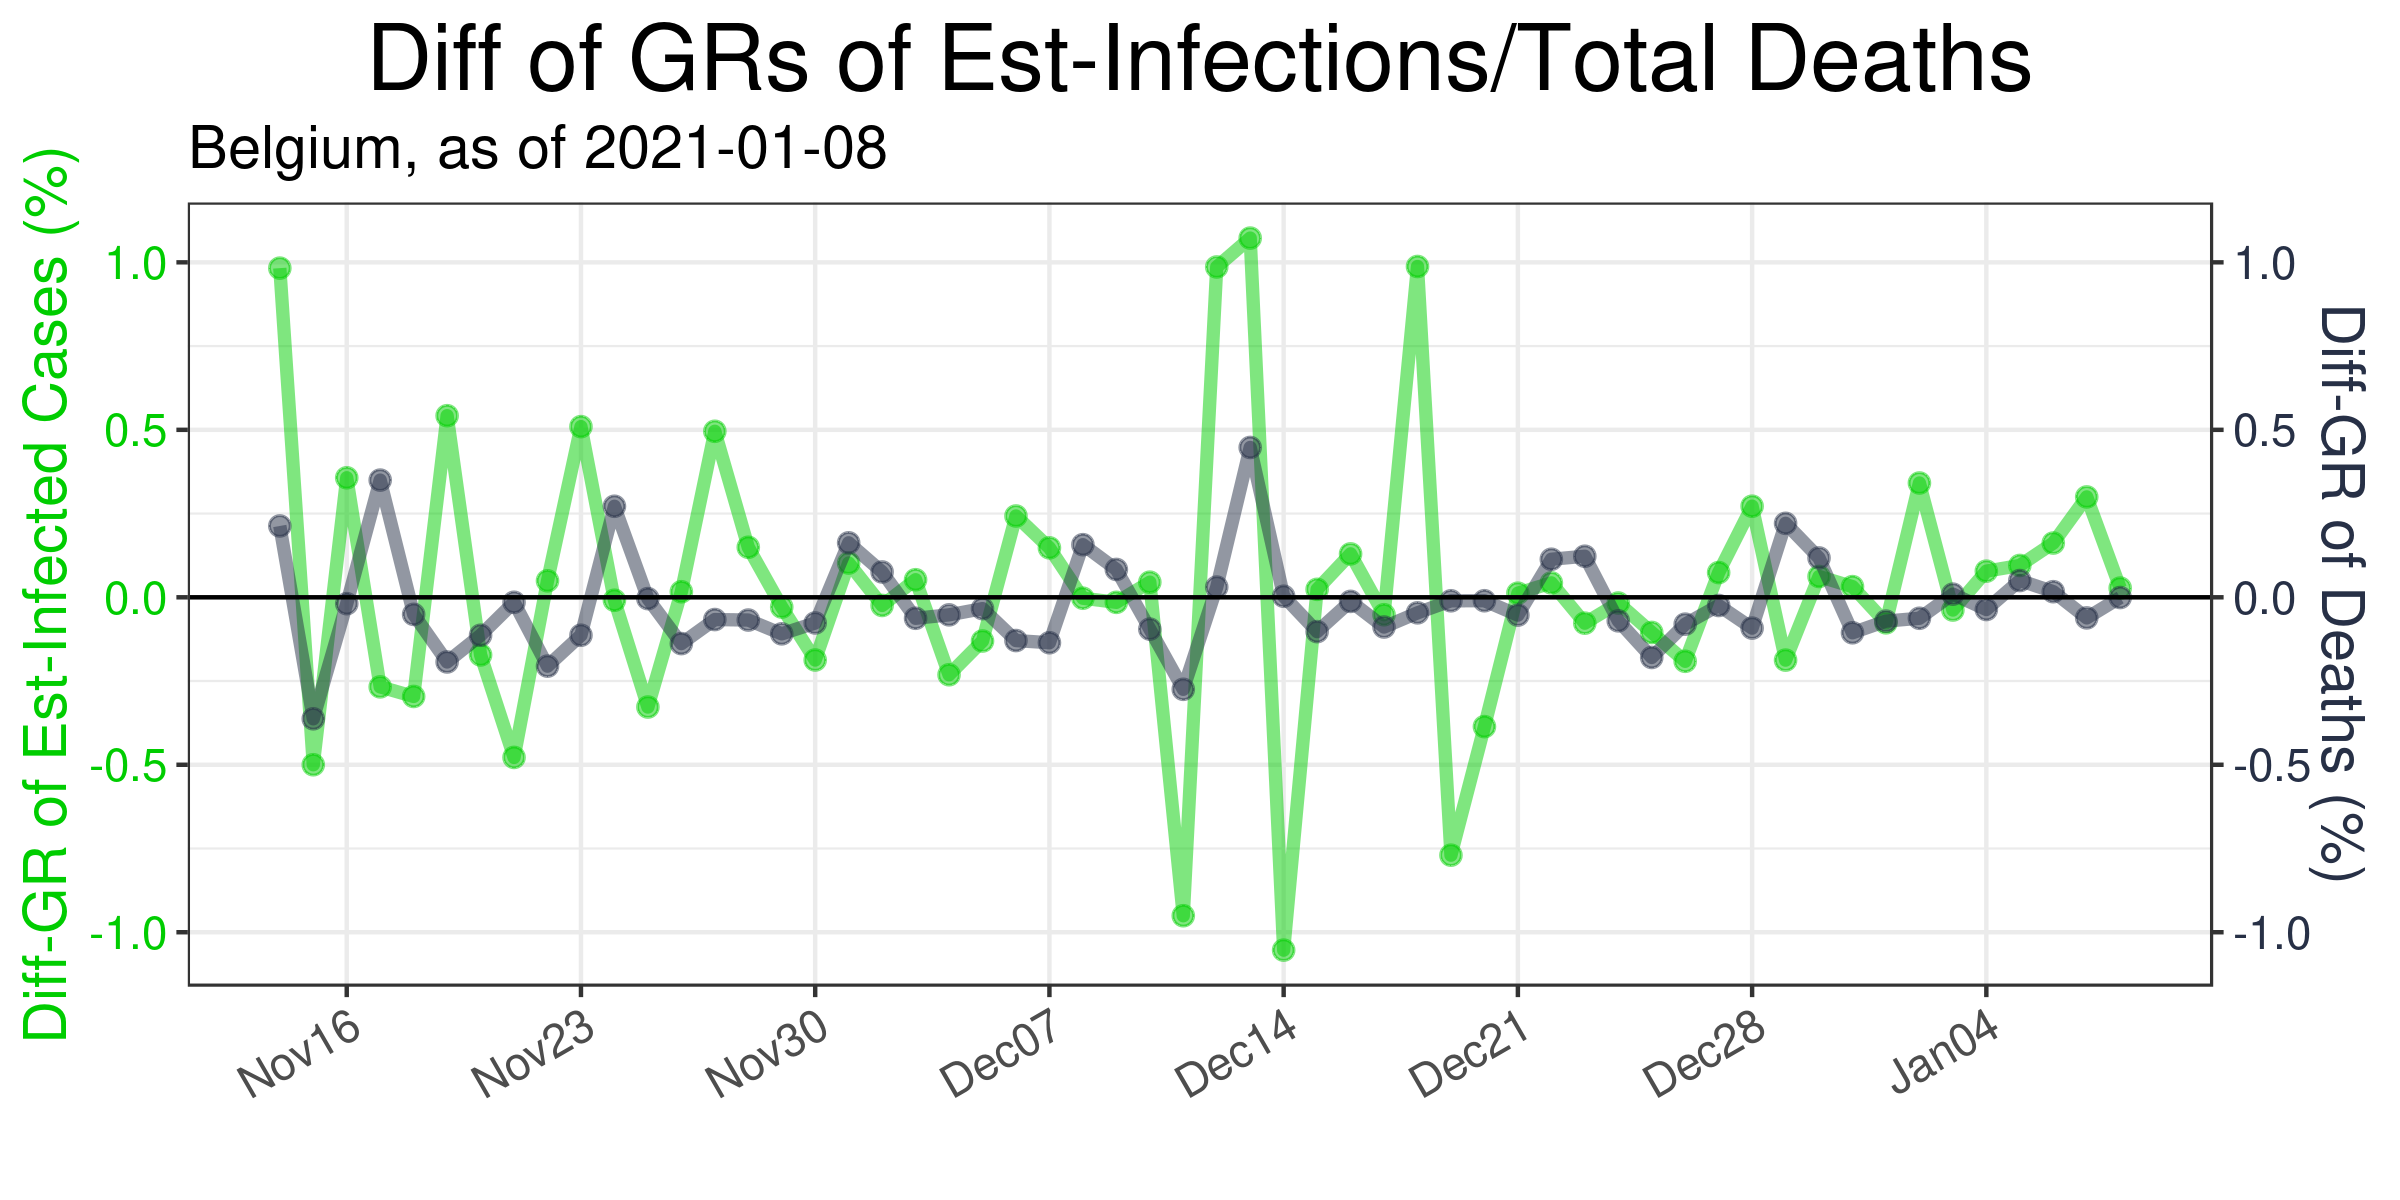 Diff of GRs of Est-Infections/Total Deaths
Belgium, as of 2021-01-08
Diff-GR of Est-Infected Cases (%)
1.0
0.5
0.0
-0.5
-1.0
1.0
0.5
0.0
-0.5
-1.0
Diff-GR of Deaths (%)
Nov16
Nov23
Nov30
Dec07
Dec14
Dec21
Dec28
Jan04